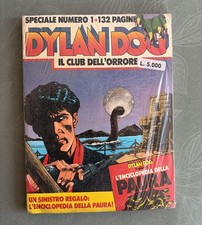 SPECIALE NUMERO 1 • 132 PAGINE
DYLAN DOG
IL CLUB DELL'ORRORE
L. 5.000
DYLAN DOG
L'ENCICLOPEDIA DELLA
PAURA
UN SINISTRO REGALO:
L'ENCICLOPEDIA DELLA PAURA!